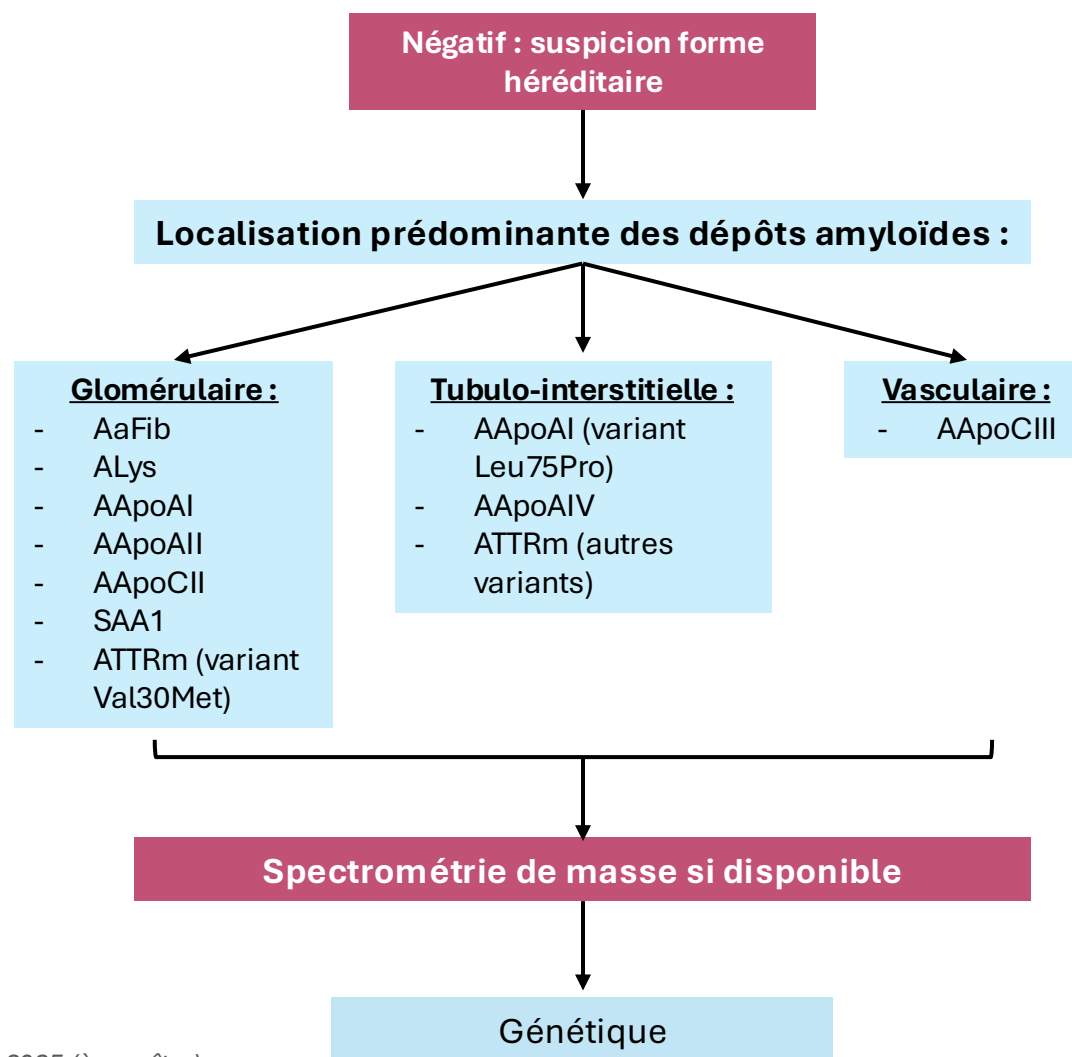 Négatif : suspicion forme
héréditaire
Localisation prédominante des dépôts amyloïdes :
Glomérulaire :
- AaFib
- ALys
- AApoAI
- AApoAII
- AApoCII
- SAA1
- ATTRm (variant
Val30Met)
Tubulo-interstitielle :
- AApoAI (variant
Leu75Pro)
- AApoAIV
- ATTRm (autres
variants)
Vasculaire :
- AApoCIII
Spectrométrie de masse si disponible
Génétique